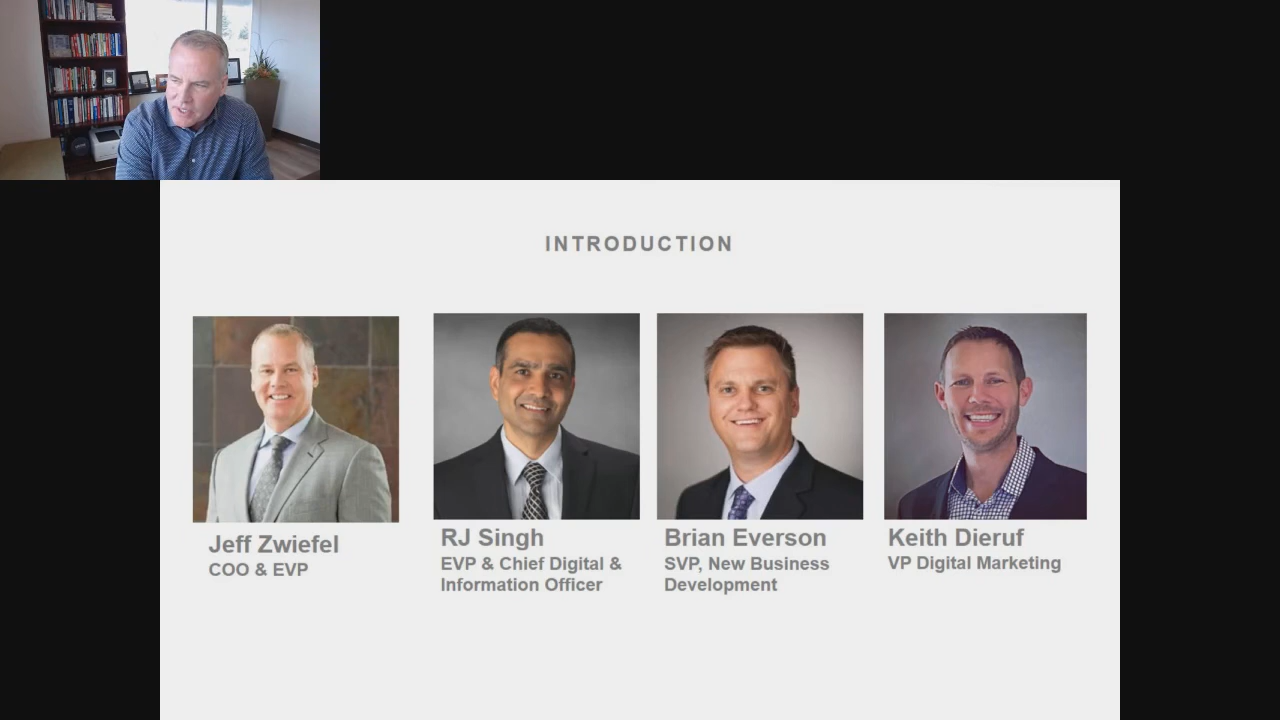 INTRODUCTION
Jeff Zwiefel
COO & EVP
RJ Singh
EVP & Chief Digital &
Information Officer
Brian Everson
SVP, New Business
Development
Keith Dieruf
VP Digital Marketing